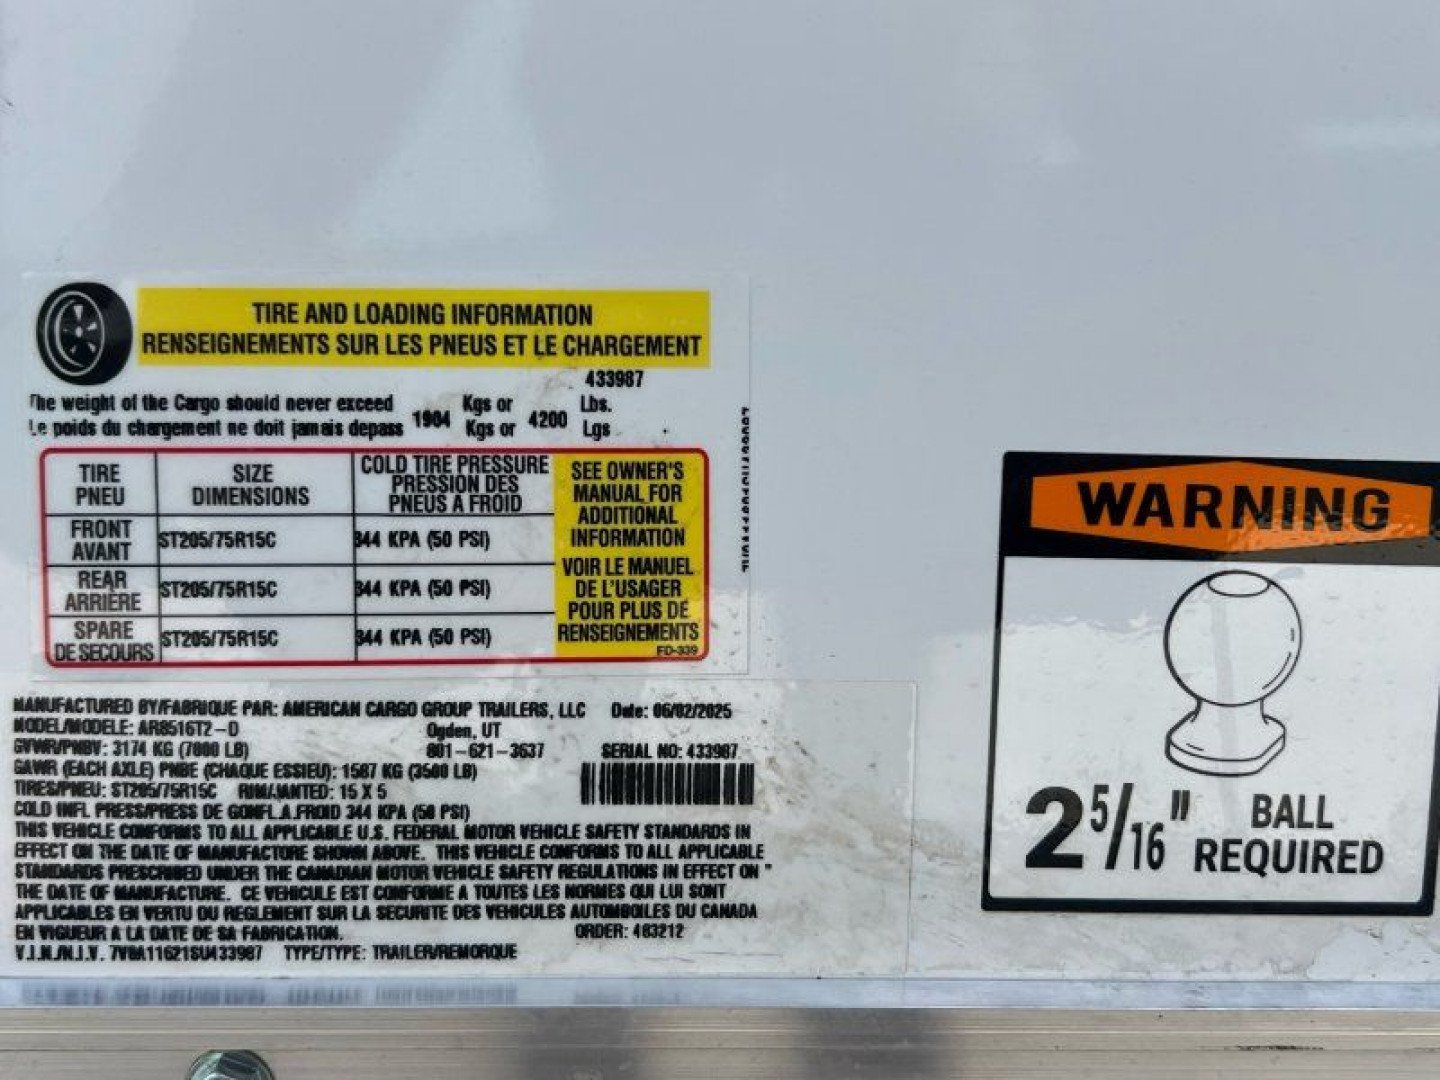 TIRE AND LOADING INFORMATION
RENSEIGNEMENTS SUR LES PNEUS ET LE CHARGEMENT
433987
The weight of the Cargo should never exceed 1904 Kgs or 4200 Lbs.
Le poids du chargement ne doit jamais depass Kgs or Lgs
TIRE PNEU
SIZE DIMENSIONS
COLD TIRE PRESSURE PRESSION DES PNEUS A FROID
SEE OWNER'S MANUAL FOR ADDITIONAL INFORMATION
VOIR LE MANUEL DE L'USAGER POUR PLUS DE RENSEIGNEMENTS
FD-339
FRONT AVANT ST205/75R15C 344 KPA (50 PSI)
REAR ARRIÈRE ST205/75R15C 344 KPA (50 PSI)
SPARE DE SECOURS ST205/75R15C 344 KPA (50 PSI)
MANUFACTURED BY/FABRIQUE PAR: AMERICAN CARGO GROUP TRAILERS, LLC Date: 06/02/2025
MODEL/MODELE: AR8516T2-D Ogden, UT
GVWR/PNBV: 3174 KG (7000 LB) 801-621-3637 SERIAL NO: 433987
GAWR (EACH AXLE) PNBE (CHAQUE ESSIEU): 1587 KG (3500 LB)
TIRES/PNEU: ST205/75R15C RIM/JANTED: 15 X 5
COLD INFL PRESS/PRESS DE GONFL.A.FROID 344 KPA (50 PSI)
THIS VEHICLE CONFORMS TO ALL APPLICABLE U.S. FEDERAL MOTOR VEHICLE SAFETY STANDARDS IN
EFFECT ON THE DATE OF MANUFACTURE SHOWN ABOVE. THIS VEHICLE CONFORMS TO ALL APPLICABLE
STANDARDS PRESCRIBED UNDER THE CANADIAN MOTOR VEHICLE SAFETY REGULATIONS IN EFFECT ON "
THE DATE OF MANUFACTURE. CE VEHICULE EST CONFORME A TOUTES LES NORMES QUI LUI SONT
APPLICABLES EN VERTU DU REGLEMENT SUR LA SECURITE DES VEHICULES AUTOMBOILES DU CANADA
EN VIGUEUR A LA DATE DE SA FABRICATION. ORDER: 483212
V.I.N./N.I.V. TYPE/TYPE: TRAILER/REMORQUE
WARNING
2 5/16" BALL REQUIRED